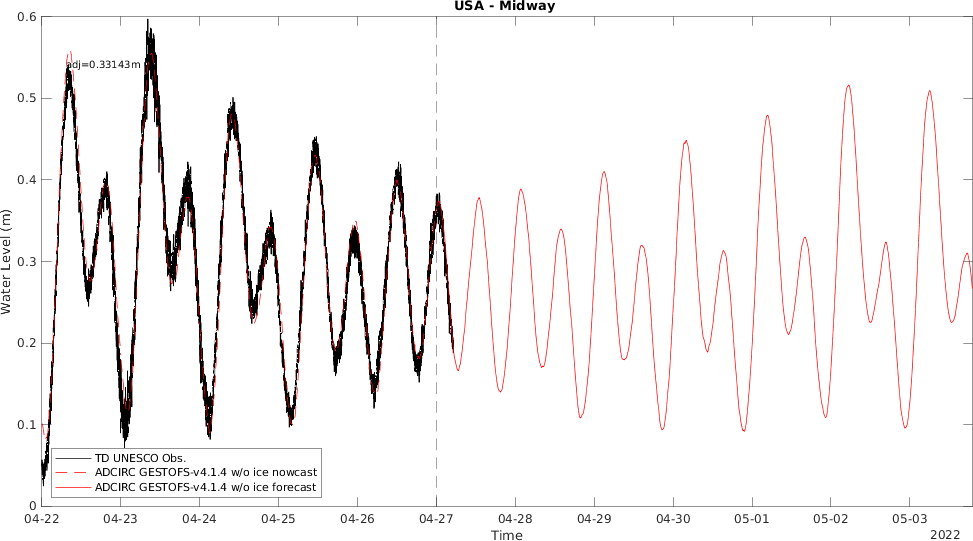 USA - Midway
0.6
0.5
0.4
0.3
0.2
0.1
0
Water Level (m)
adj=0.33143m
TD UNESCO Obs.
ADCIRC GESTOFS-v4.1.4 w/o ice nowcast
ADCIRC GESTOFS-v4.1.4 w/o ice forecast
04-22 04-23 04-24 04-25 04-26 04-27 04-28 04-29 04-30 05-01 05-02 05-03
Time
2022